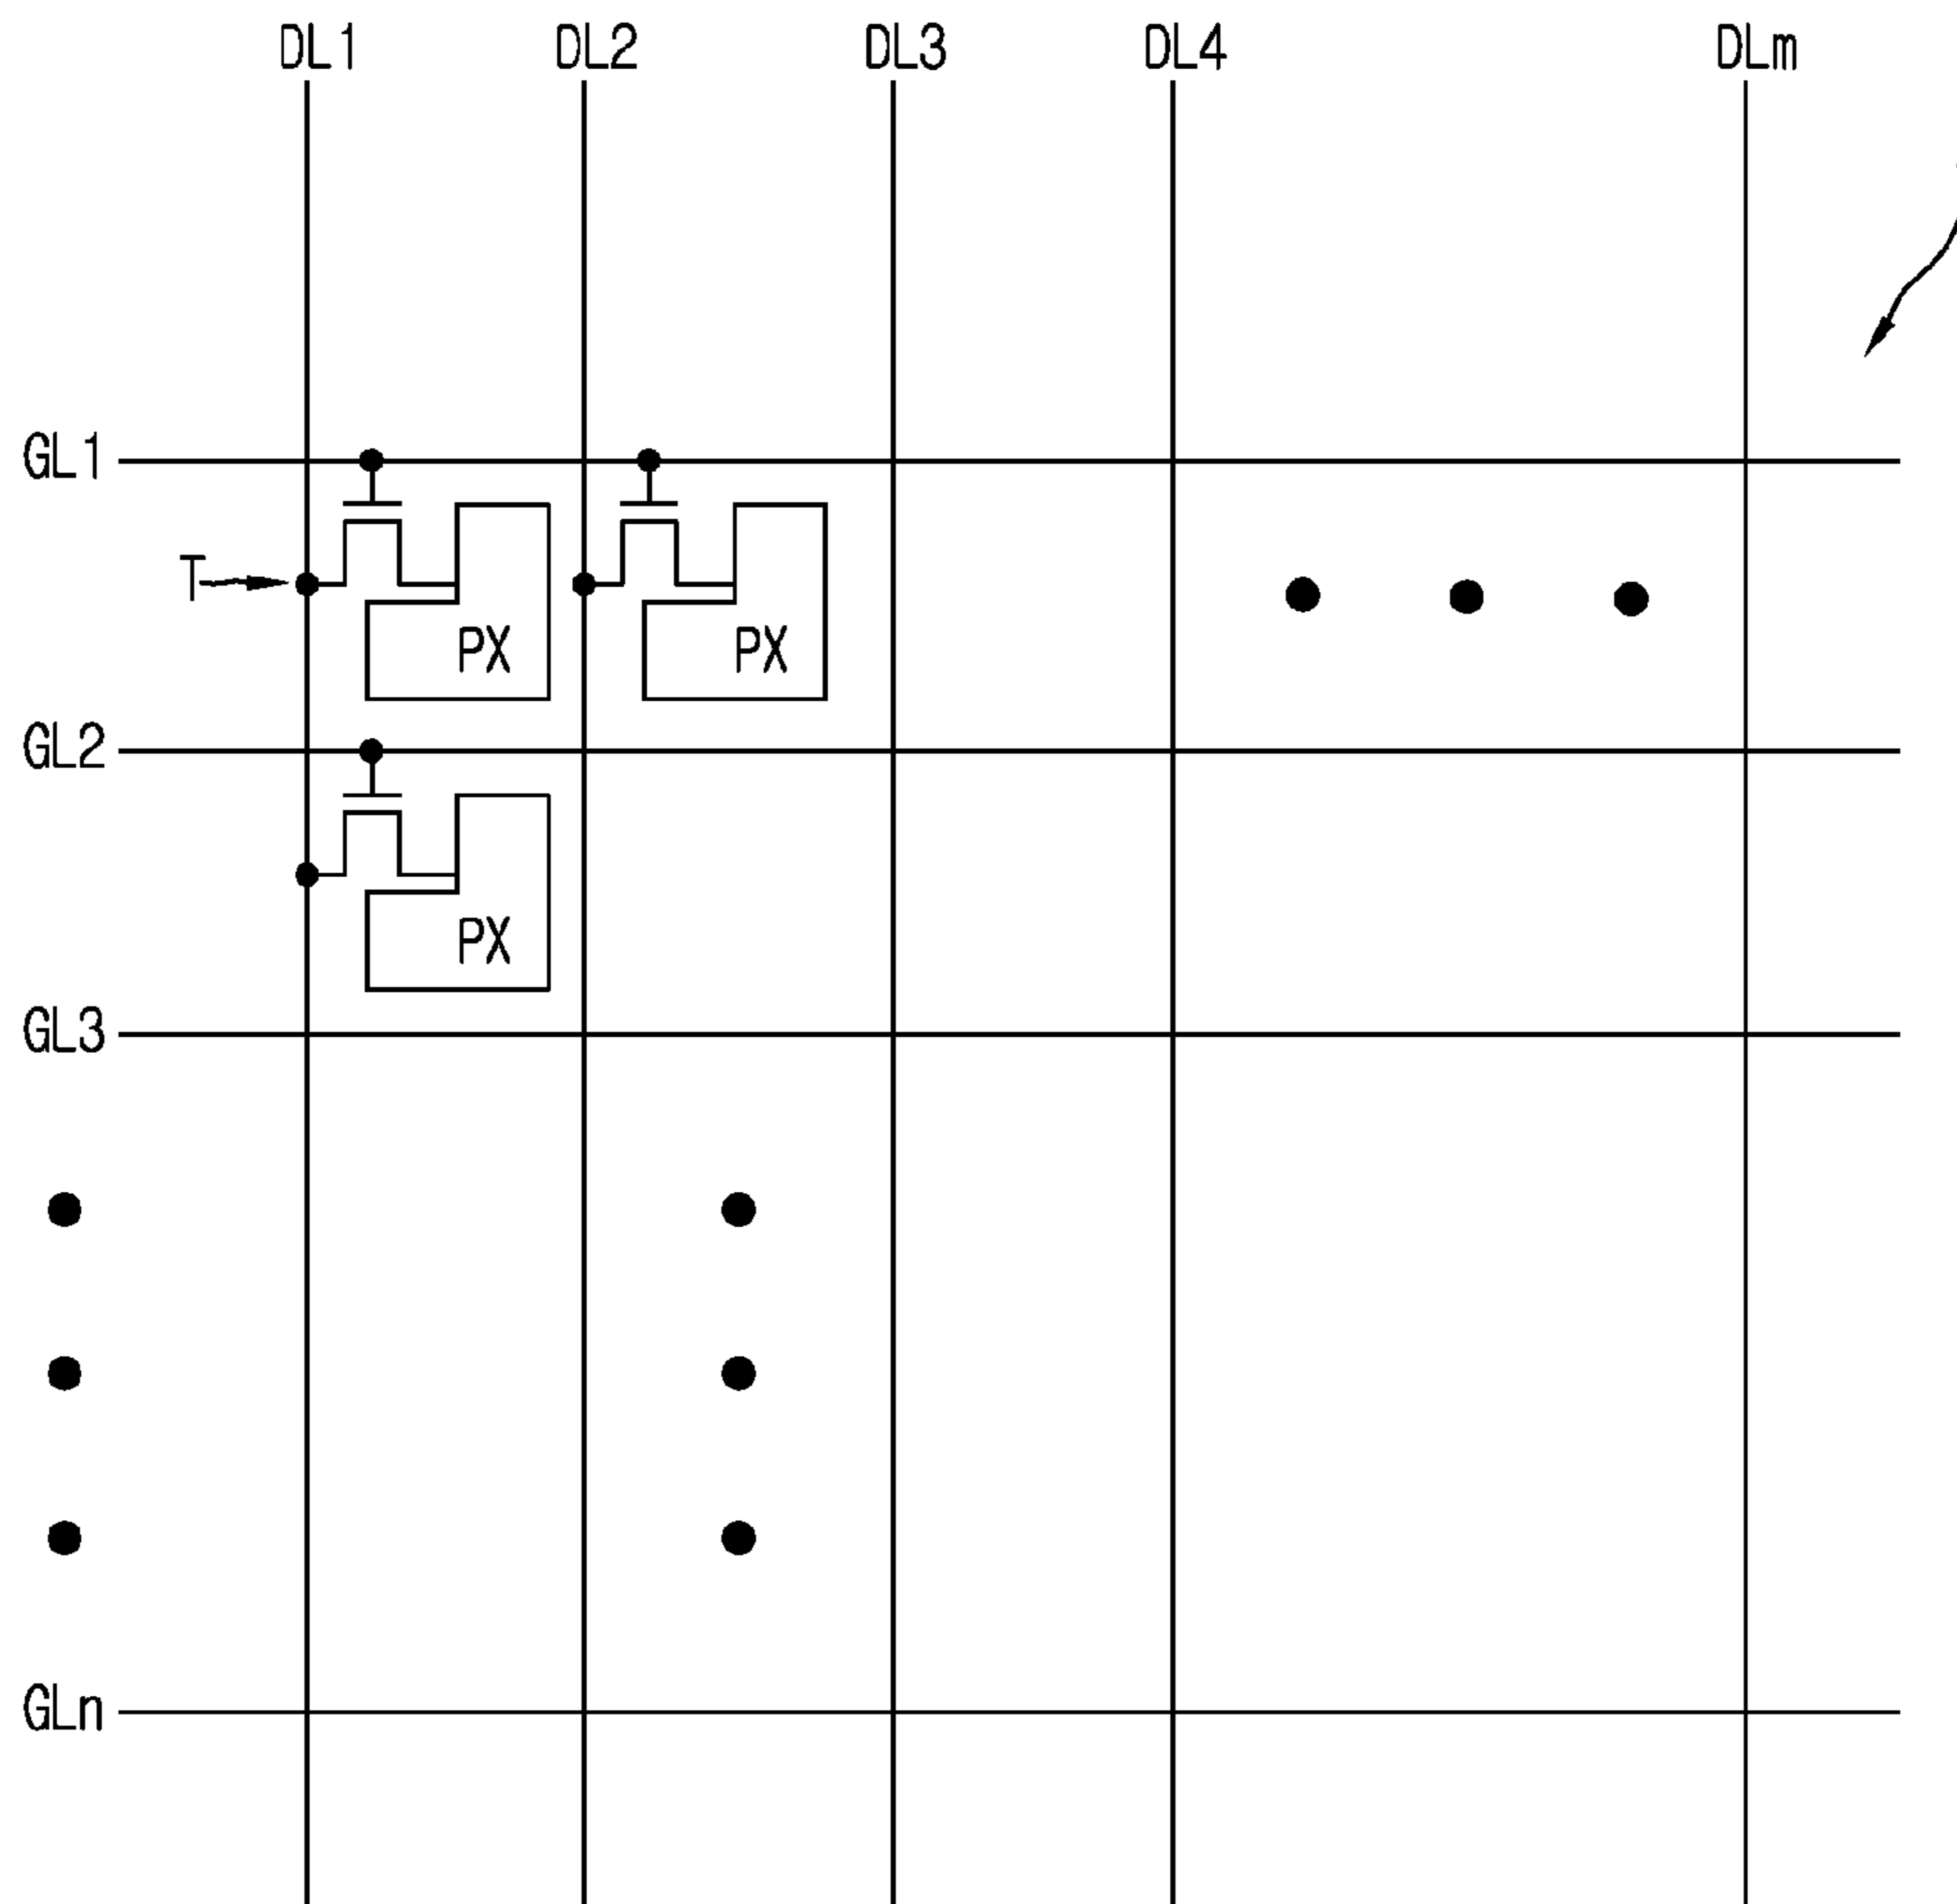 DL1 DL2 DL3 DL4 DLm
GL1
T
PX PX
GL2
PX
GL3
GLn